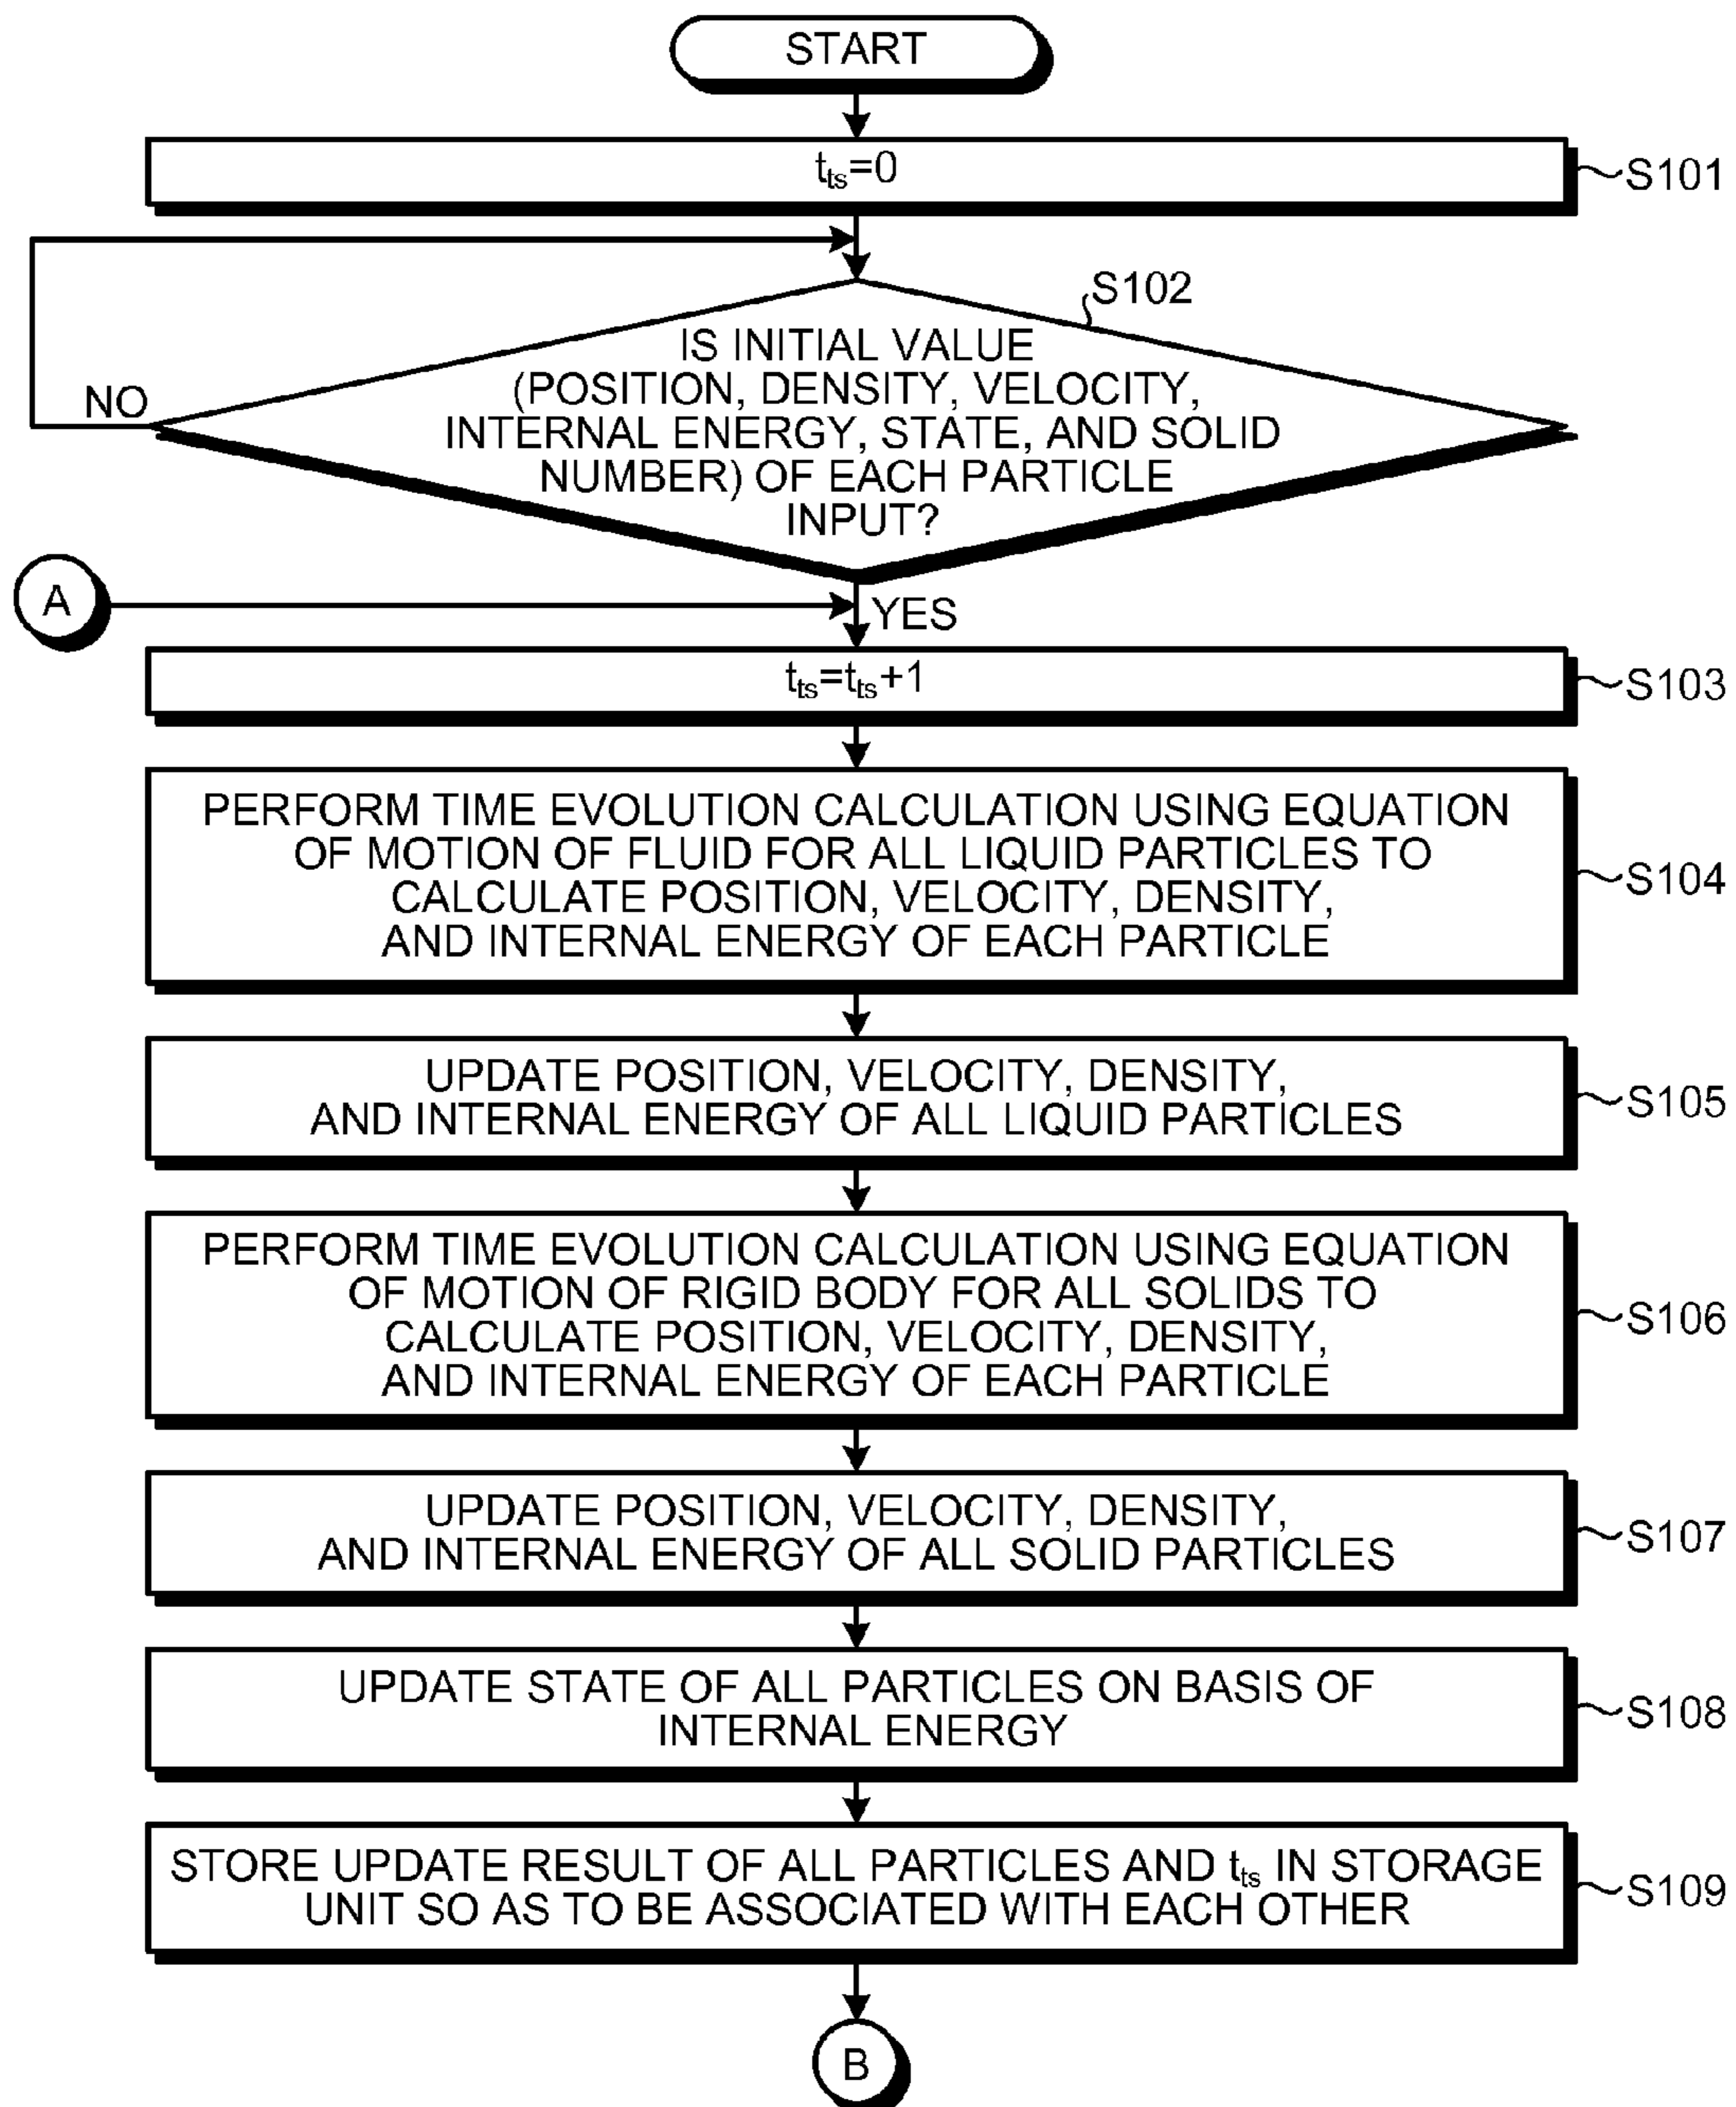 START
t_ts=0
S101
S102
IS INITIAL VALUE
(POSITION, DENSITY, VELOCITY,
INTERNAL ENERGY, STATE, AND SOLID
NUMBER) OF EACH PARTICLE
INPUT?
NO
A
YES
t_ts=t_ts+1
S103
PERFORM TIME EVOLUTION CALCULATION USING EQUATION
OF MOTION OF FLUID FOR ALL LIQUID PARTICLES TO
CALCULATE POSITION, VELOCITY, DENSITY,
AND INTERNAL ENERGY OF EACH PARTICLE
S104
UPDATE POSITION, VELOCITY, DENSITY,
AND INTERNAL ENERGY OF ALL LIQUID PARTICLES
S105
PERFORM TIME EVOLUTION CALCULATION USING EQUATION
OF MOTION OF RIGID BODY FOR ALL SOLIDS TO
CALCULATE POSITION, VELOCITY, DENSITY,
AND INTERNAL ENERGY OF EACH PARTICLE
S106
UPDATE POSITION, VELOCITY, DENSITY,
AND INTERNAL ENERGY OF ALL SOLID PARTICLES
S107
UPDATE STATE OF ALL PARTICLES ON BASIS OF
INTERNAL ENERGY
S108
STORE UPDATE RESULT OF ALL PARTICLES AND t_ts IN STORAGE
UNIT SO AS TO BE ASSOCIATED WITH EACH OTHER
S109
B